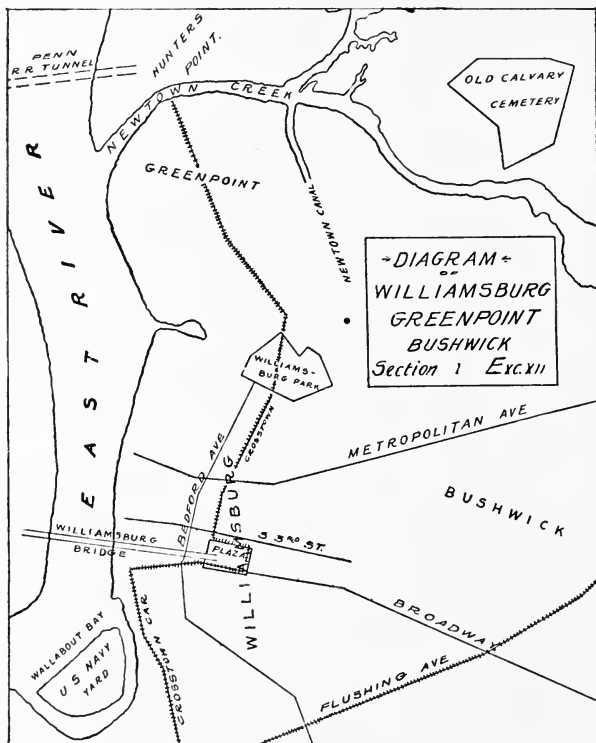 PENN
R.R TUNNEL
HUNTERS
POINT.
NEWTOWN CREEK
OLD CALVARY
CEMETERY
GREENPOINT
NEWTOWN CANAL
EAST RIVER
DIAGRAM
OF
WILLIAMSBURG
GREENPOINT
BUSHWICK
Section 1 EXC.XII
WILLIAMS-
BURG PARK
CROSSTOWN
METROPOLITAN AVE
BEDFORD AVE
BUSHWICK
WILLIAMSBURG
S 3RD ST.
WILLIAMSBURG
BRIDGE
PLAZA
BROADWAY
WALLABOUT BAY
U S NAVY
YARD
CROSSTOWN CAR
FLUSHING AVE